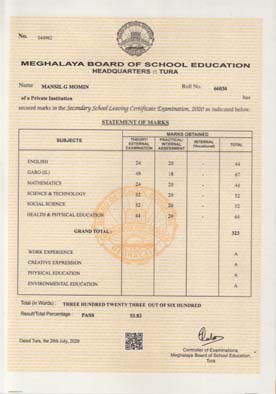 No. 044962
MEGHALAYA BOARD OF SCHOOL EDUCATION
HEADQUARTERS :: TURA
Name MANSIL G MOMIN Roll No. 66030
of a Private Institution has
secured marks in the Secondary School Leaving Certificate Examination, 2020 as indicated below.
STATEMENT OF MARKS
SUBJECTS MARKS OBTAINED
THEORY/ EXTERNAL EXAMINATION PRACTICAL/ INTERNAL ASSESSMENT INTERNAL (Vocational) TOTAL
ENGLISH 24 20 - 44
GARO (IL) 49 18 - 67
MATHEMATICS 24 20 - 44
SCIENCE & TECHNOLOGY 32 20 - 52
SOCIAL SCIENCE 32 20 - 52
HEALTH & PHYSICAL EDUCATION 44 20 - 64
GRAND TOTAL 323
WORK EXPERIENCE A
CREATIVE EXPRESSION A
PHYSICAL EDUCATION A
ENVIRONMENTAL EDUCATION A
Total (in Words) : THREE HUNDRED TWENTY THREE OUT OF SIX HUNDRED
Result/Total Percentage : PASS 53.83
Dated Tura, the 26th July, 2020
Controller of Examinations,
Meghalaya Board of School Education,
Tura